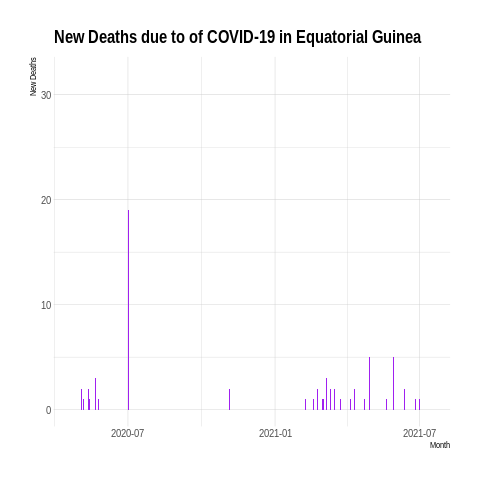 New Deaths due to of COVID-19 in Equatorial Guinea
New Deaths
30
20
10
0
2020-07
2021-01
2021-07
Month